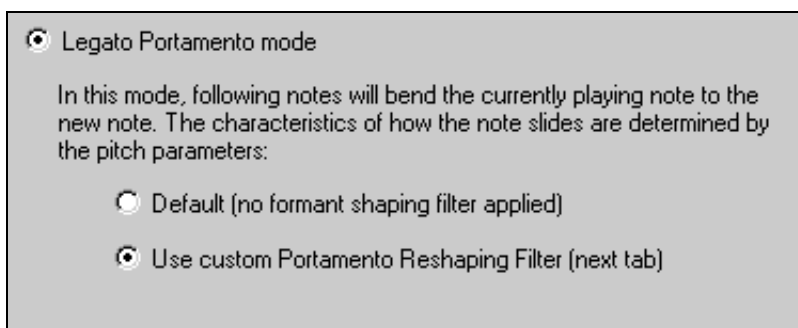 Legato Portamento mode
In this mode, following notes will bend the currently playing note to the
new note. The characteristics of how the note slides are determined by
the pitch parameters:
Default (no formant shaping filter applied)
Use custom Portamento Reshaping Filter (next tab)